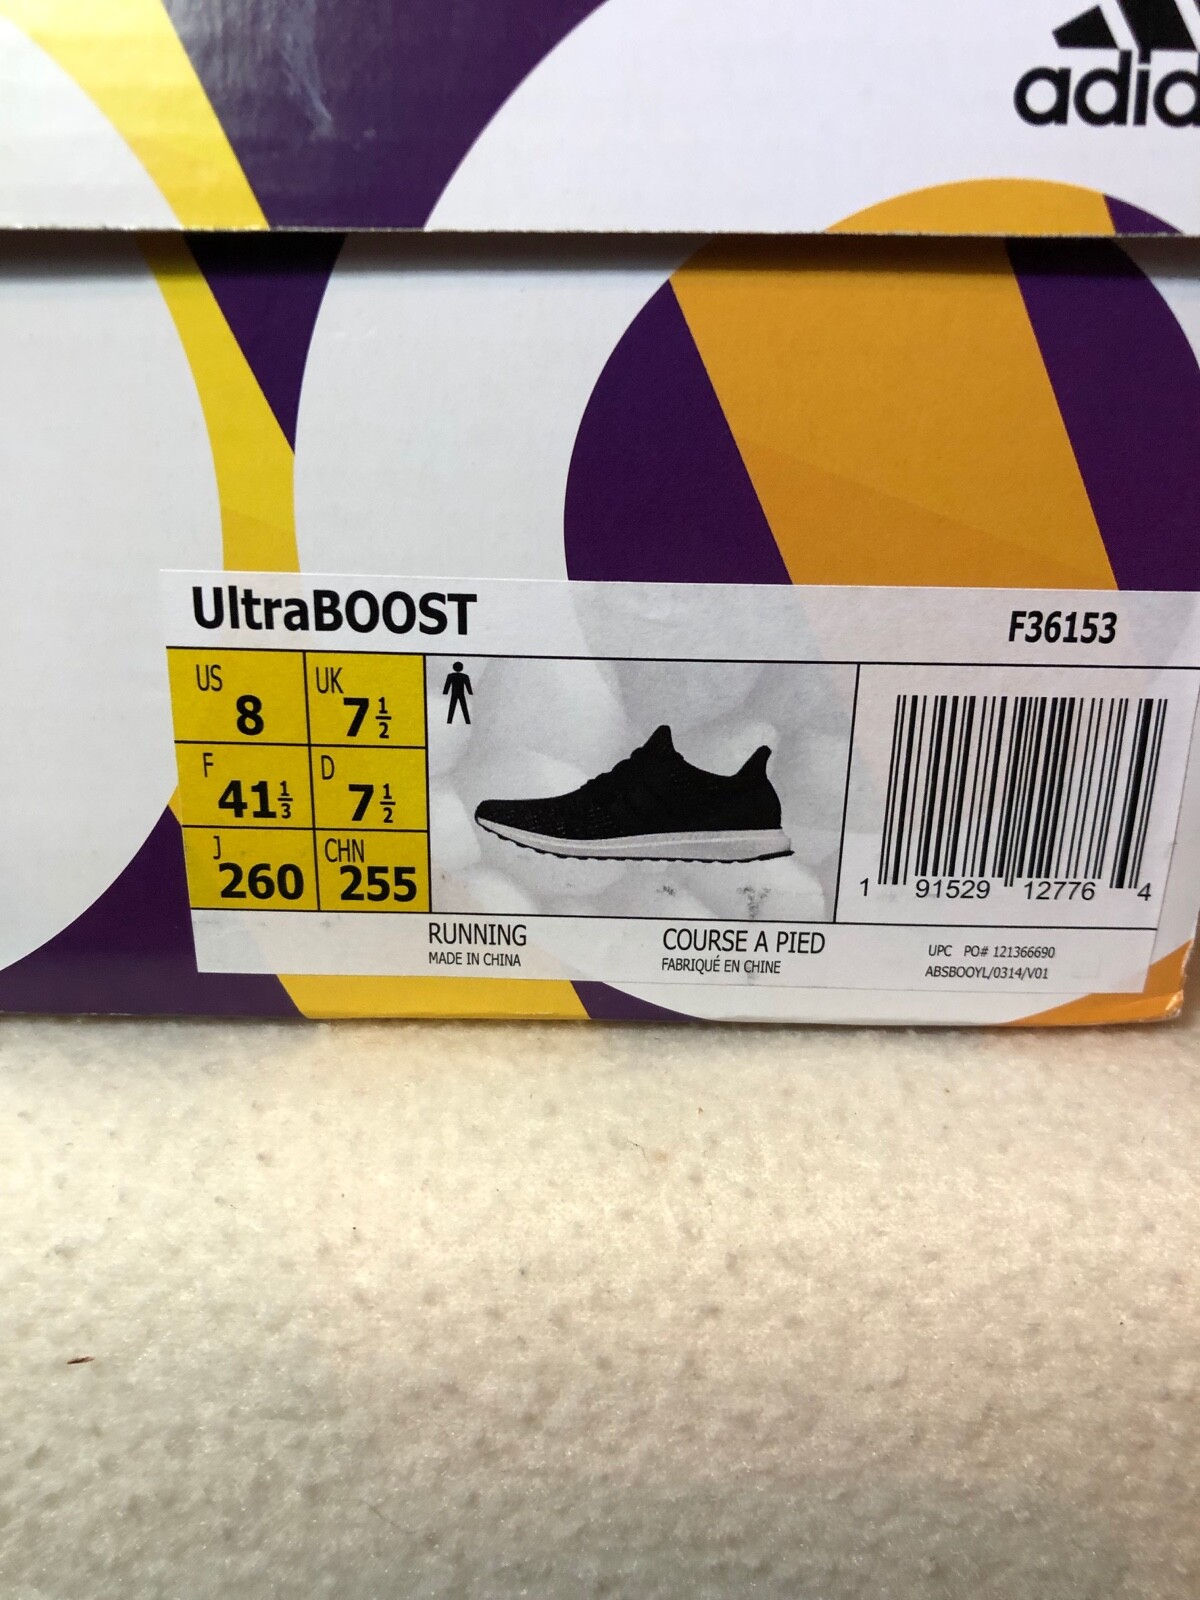 adid
UltraBOOST
F36153
US 8
UK 7 1/2
F 41 1/3
D 7 1/2
J 260
CHN 255
1 91529 12776 4
RUNNING
MADE IN CHINA
COURSE A PIED
FABRIQUÉ EN CHINE
UPC PO# 121366690
ABSBOOYL/0314/V01